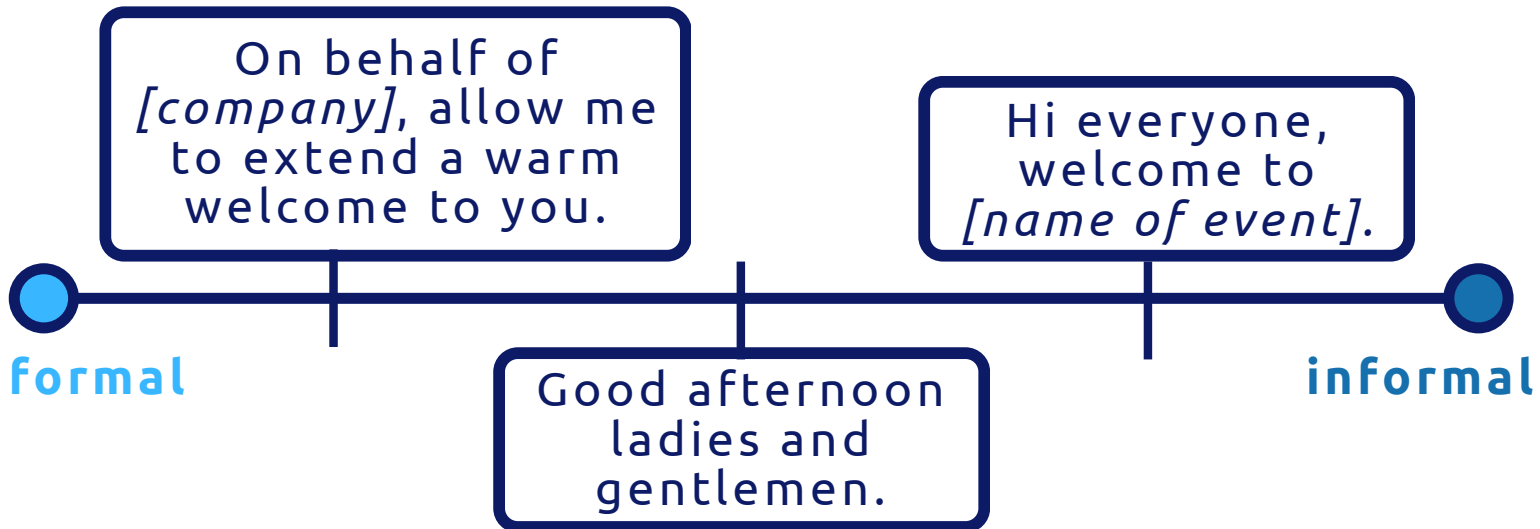 On behalf of
[company], allow me
to extend a warm
welcome to you.
Hi everyone,
welcome to
[name of event].
formal
informal
Good afternoon
ladies and
gentlemen.